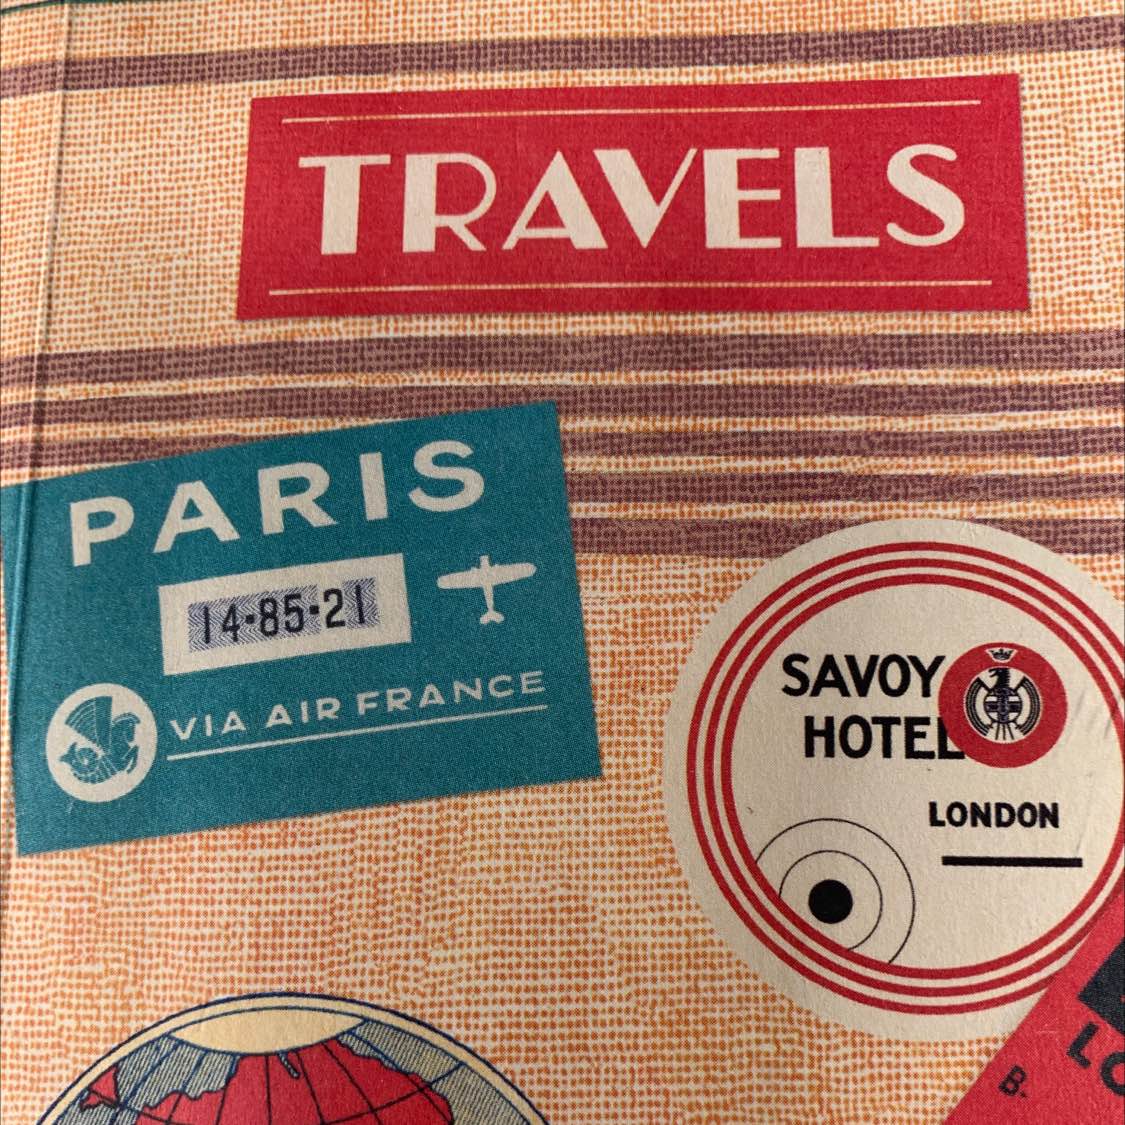 TRAVELS
PARIS
14-85-21
VIA AIR FRANCE
SAVOY
HOTEL
LONDON
B.